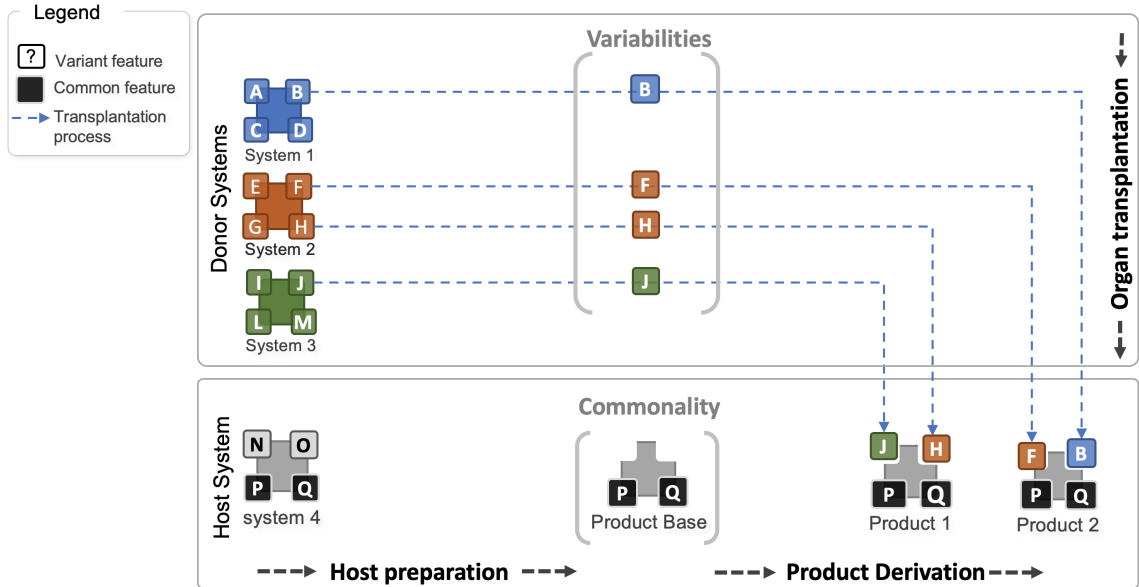 Legend
? Variant feature
Common feature
Transplantation
process
Variabilities
A B
C D
System 1
B
E F
G H
System 2
F
H
I J
L M
System 3
J
Donor Systems
Organ transplantation
Commonality
N O
P Q
system 4
P Q
Product Base
J H
P Q
Product 1
F B
P Q
Product 2
Host System
Host preparation
Product Derivation